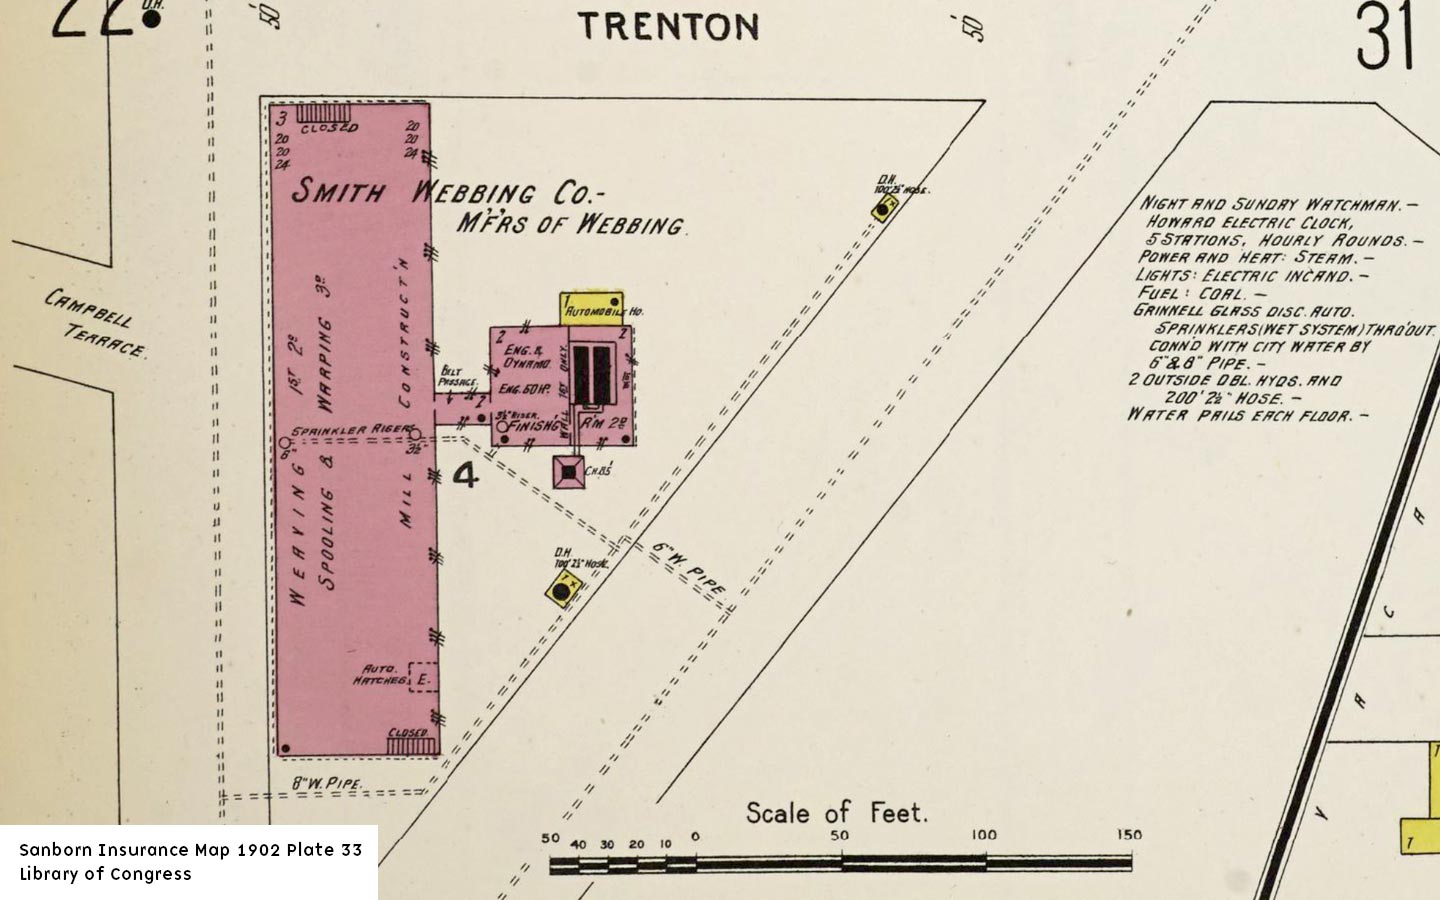 22
D.H.
50'
TRENTON
50'
31
3
CLOSED
20
20
24
20
20
24
SMITH WEBBING CO.-
M'F'RS OF WEBBING.
D.H.
100' 2½" HOSE.
NIGHT AND SUNDAY WATCHMAN.-
HOWARD ELECTRIC CLOCK,
5 STATIONS, HOURLY ROUNDS.-
POWER AND HEAT: STEAM.-
LIGHTS: ELECTRIC INCAND.-
FUEL: COAL.-
GRINNELL GLASS DISC. AUTO.
SPRINKLERS (WET SYSTEM) THRO'OUT.
CONN'D WITH CITY WATER BY
6" & 8" PIPE.-
2 OUTSIDE DBL. HYDS. AND
200' 2½" HOSE.-
WATER PAILS EACH FLOOR.-
CAMPBELL
TERRACE.
WEAVING 1ST 2D
SPOOLING & WARPING 3D
MILL CONSTRUCT'N
1
AUTOMOBILE HO.
2
2
ENG. &
DYNAMO.
ENG. 50 H.P.
BELT
PASSAGE.
2
3½" RISER.
FINISH'G
WALL 1ST ONLY.
R'M 2D
SPRINKLER RISERS
6"
3½"
4
CH. 85'
6" W. PIPE.
D.H.
100' 2½" HOSE.
AUTO.
HATCHES.
E.
CLOSED.
8" W. PIPE.
VACA
Scale of Feet.
50 40 30 20 10 0 50 100 150
1
1
Sanborn Insurance Map 1902 Plate 33
Library of Congress